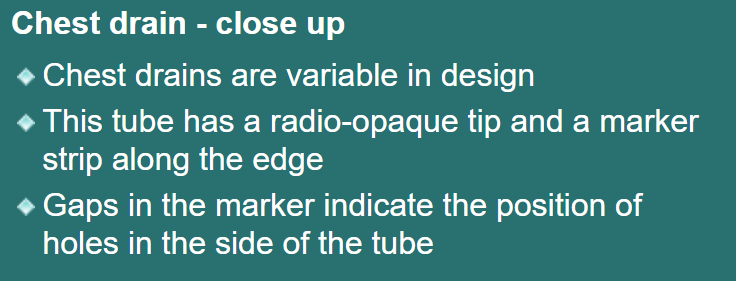 Chest drain - close up
Chest drains are variable in design
This tube has a radio-opaque tip and a marker
strip along the edge
Gaps in the marker indicate the position of
holes in the side of the tube